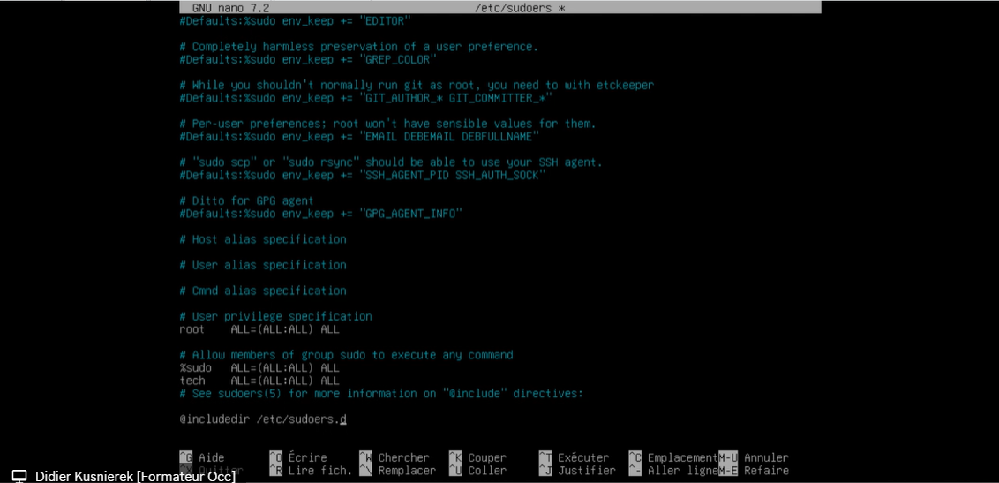 GNU nano 7.2 /etc/sudoers *
#Defaults:%sudo env_keep += "EDITOR"
# Completely harmless preservation of a user preference.
#Defaults:%sudo env_keep += "GREP_COLOR"
# While you shouldn't normally run git as root, you need to with etckeeper
#Defaults:%sudo env_keep += "GIT_AUTHOR_* GIT_COMMITTER_*"
# Per-user preferences; root won't have sensible values for them.
#Defaults:%sudo env_keep += "EMAIL DEBEMAIL DEBFULLNAME"
# "sudo scp" or "sudo rsync" should be able to use your SSH agent.
#Defaults:%sudo env_keep += "SSH_AGENT_PID SSH_AUTH_SOCK"
# Ditto for GPG agent
#Defaults:%sudo env_keep += "GPG_AGENT_INFO"
# Host alias specification
# User alias specification
# Cmnd alias specification
# User privilege specification
root ALL=(ALL:ALL) ALL
# Allow members of group sudo to execute any command
%sudo ALL=(ALL:ALL) ALL
tech ALL=(ALL:ALL) ALL
# See sudoers(5) for more information on "@include" directives:
@includedir /etc/sudoers.d
^G Aide ^O Écrire ^W Chercher ^K Couper ^T Exécuter ^C Emplacement M-U Annuler
^X Quitter ^R Lire fich. ^\ Remplacer ^U Coller ^J Justifier ^- Aller ligne M-E Refaire
Didier Kusnierek [Formateur Occ]